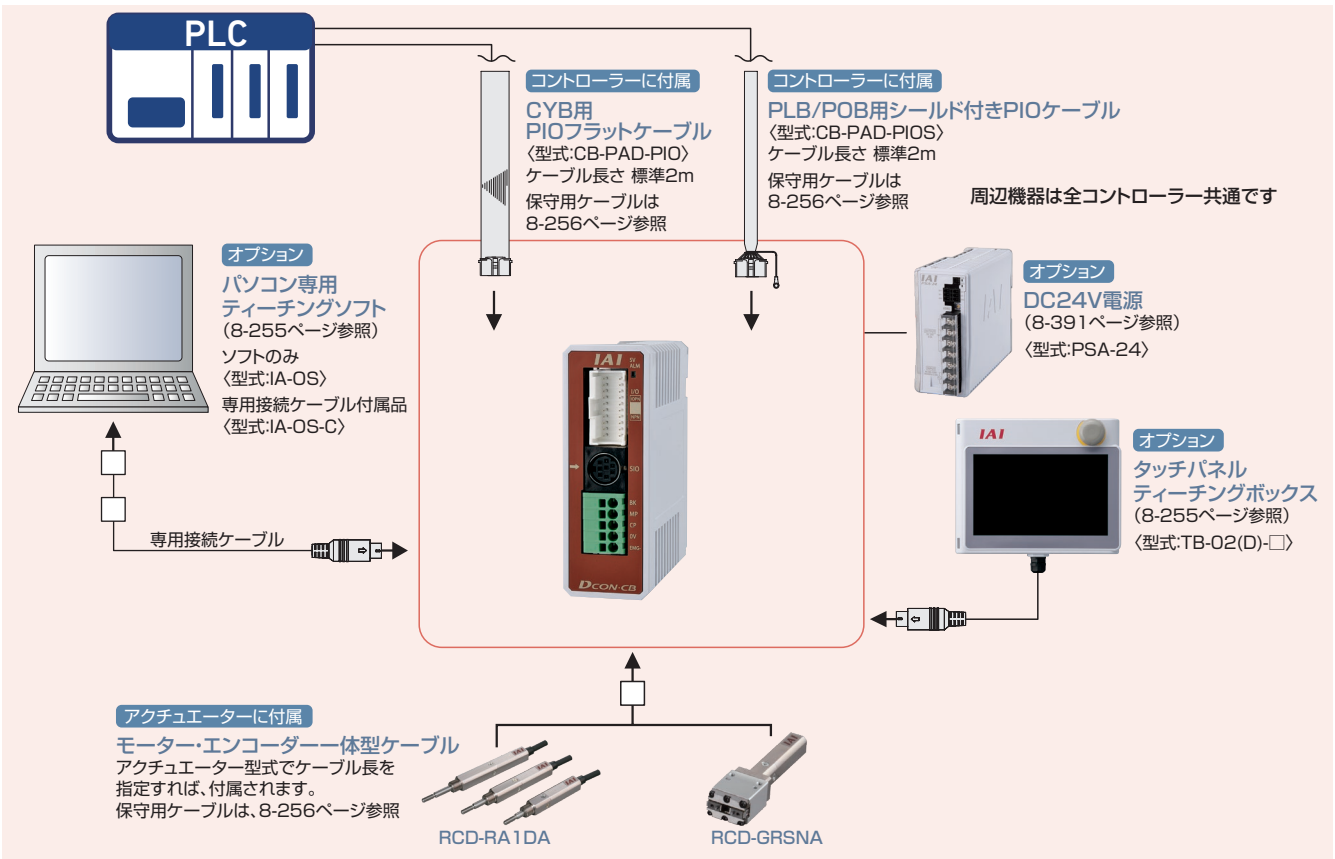 PLC
コントローラーに付属
CYB用
PIOフラットケーブル
〈型式:CB-PAD-PIO〉
ケーブル長さ 標準2m
保守用ケーブルは
8-256ページ参照
コントローラーに付属
PLB/POB用シールド付きPIOケーブル
〈型式:CB-PAD-PIOS〉
ケーブル長さ 標準2m
保守用ケーブルは
8-256ページ参照
周辺機器は全コントローラー共通です
オプション
パソコン専用
ティーチングソフト
(8-255ページ参照)
ソフトのみ
〈型式:IA-OS〉
専用接続ケーブル付属品
〈型式:IA-OS-C〉
専用接続ケーブル
IAI
SV
ALM
I/O
SIO
BK
MP
CP
DCON-CB
IAI
オプション
DC24V電源
(8-391ページ参照)
〈型式:PSA-24〉
IAI
オプション
タッチパネル
ティーチングボックス
(8-255ページ参照)
〈型式:TB-02(D)-□〉
アクチュエーターに付属
モーター・エンコーダー一体型ケーブル
アクチュエーター型式でケーブル長を
指定すれば、付属されます。
保守用ケーブルは、8-256ページ参照
IAI
IAI
IAI
RCD-RA1DA
IAI
RCD-GRSNA